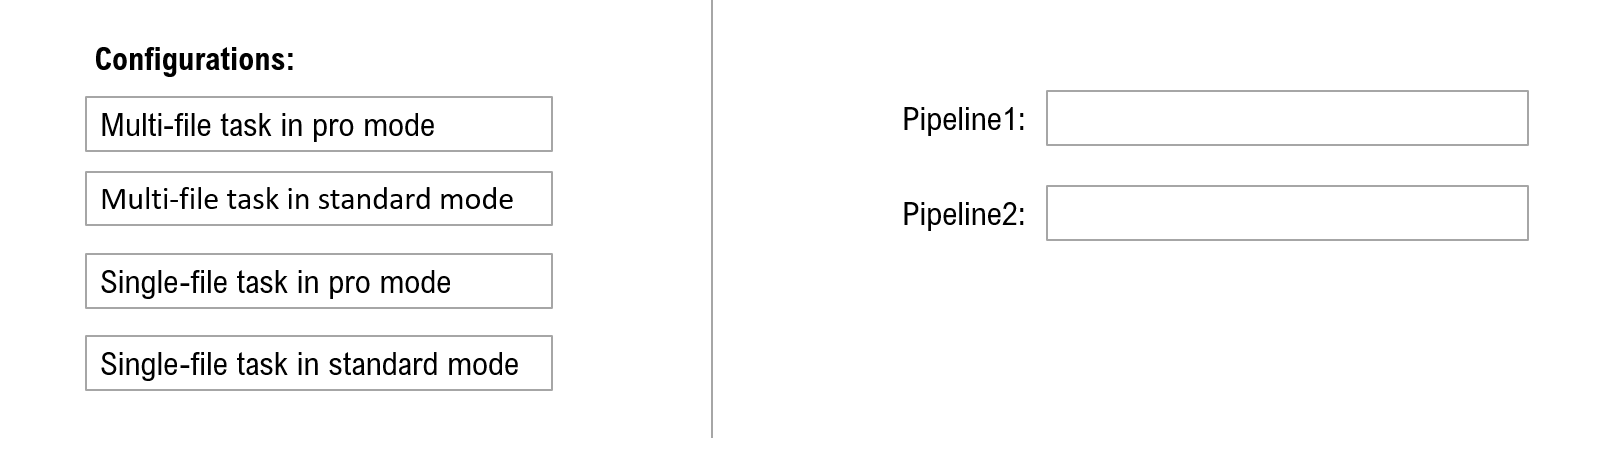 Configurations:
Multi-file task in pro mode
Multi-file task in standard mode
Single-file task in pro mode
Single-file task in standard mode
Pipeline1:
Pipeline2: